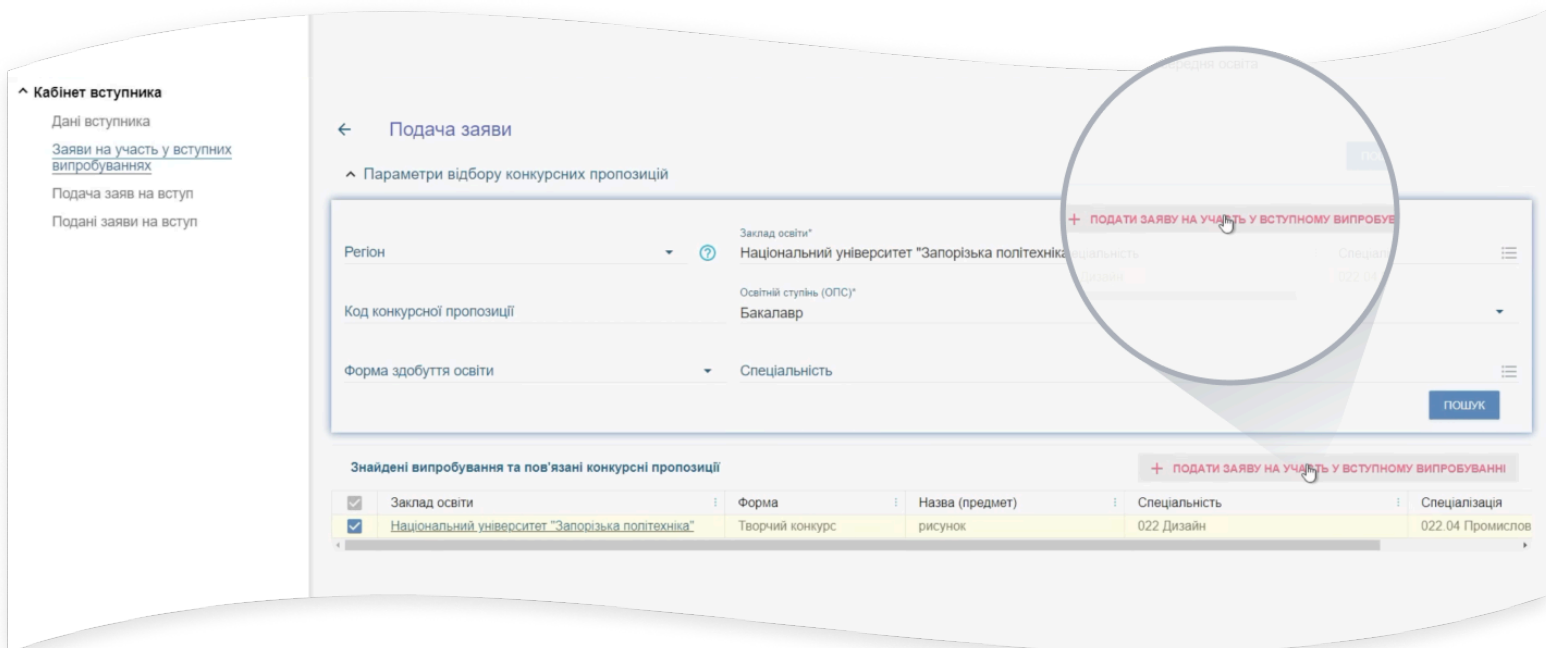 Кабінет вступника
Дані вступника
Заяви на участь у вступних
випробуваннях
Подача заяв на вступ
Подані заяви на вступ
Подача заяви
Параметри відбору конкурсних пропозицій
Регіон
Заклад освіти*
Національний університет "Запорізька політехніка
Код конкурсної пропозиції
Освітній ступінь (ОПС)*
Бакалавр
Форма здобуття освіти
Спеціальність
ПОШУК
середня освіта
+ ПОДАТИ ЗАЯВУ НА УЧАСТЬ У ВСТУПНОМУ ВИПРОБУВ
022.04
Знайдені випробування та пов'язані конкурсні пропозиції
+ ПОДАТИ ЗАЯВУ НА УЧАСТЬ У ВСТУПНОМУ ВИПРОБУВАННІ
Заклад освіти Форма Назва (предмет) Спеціальність Спеціалізація
Національний університет "Запорізька політехніка" Творчий конкурс рисунок 022 Дизайн 022.04 Промислов